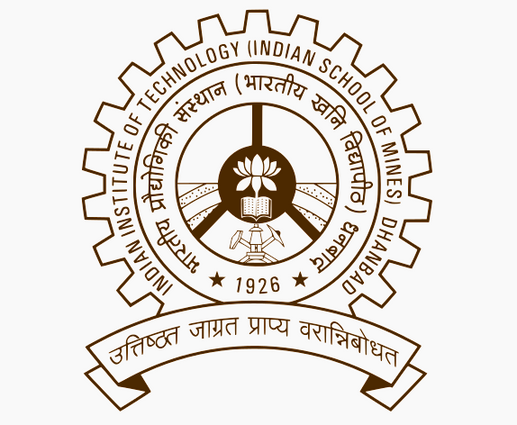 INDIAN INSTITUTE OF TECHNOLOGY (INDIAN SCHOOL OF MINES) DHANBAD
भारतीय प्रौद्योगिकी संस्थान (भारतीय खनि विद्यापीठ) धनबाद
★ 1926 ★
उत्तिष्ठत जाग्रत प्राप्य वरान्निबोधत